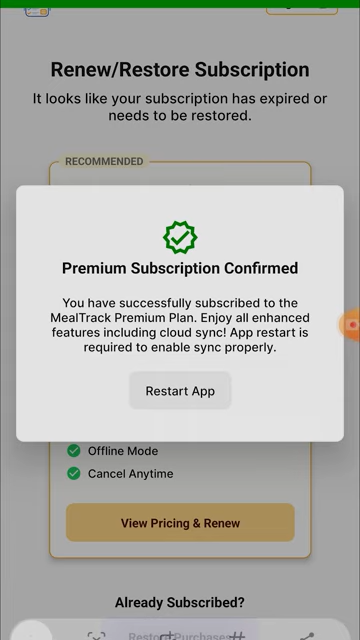 Renew/Restore Subscription
It looks like your subscription has expired or
needs to be restored.
RECOMMENDED
Premium Subscription Confirmed
You have successfully subscribed to the
MealTrack Premium Plan. Enjoy all enhanced
features including cloud sync! App restart is
required to enable sync properly.
Restart App
Offline Mode
Cancel Anytime
View Pricing & Renew
Already Subscribed?
Restore Purchases